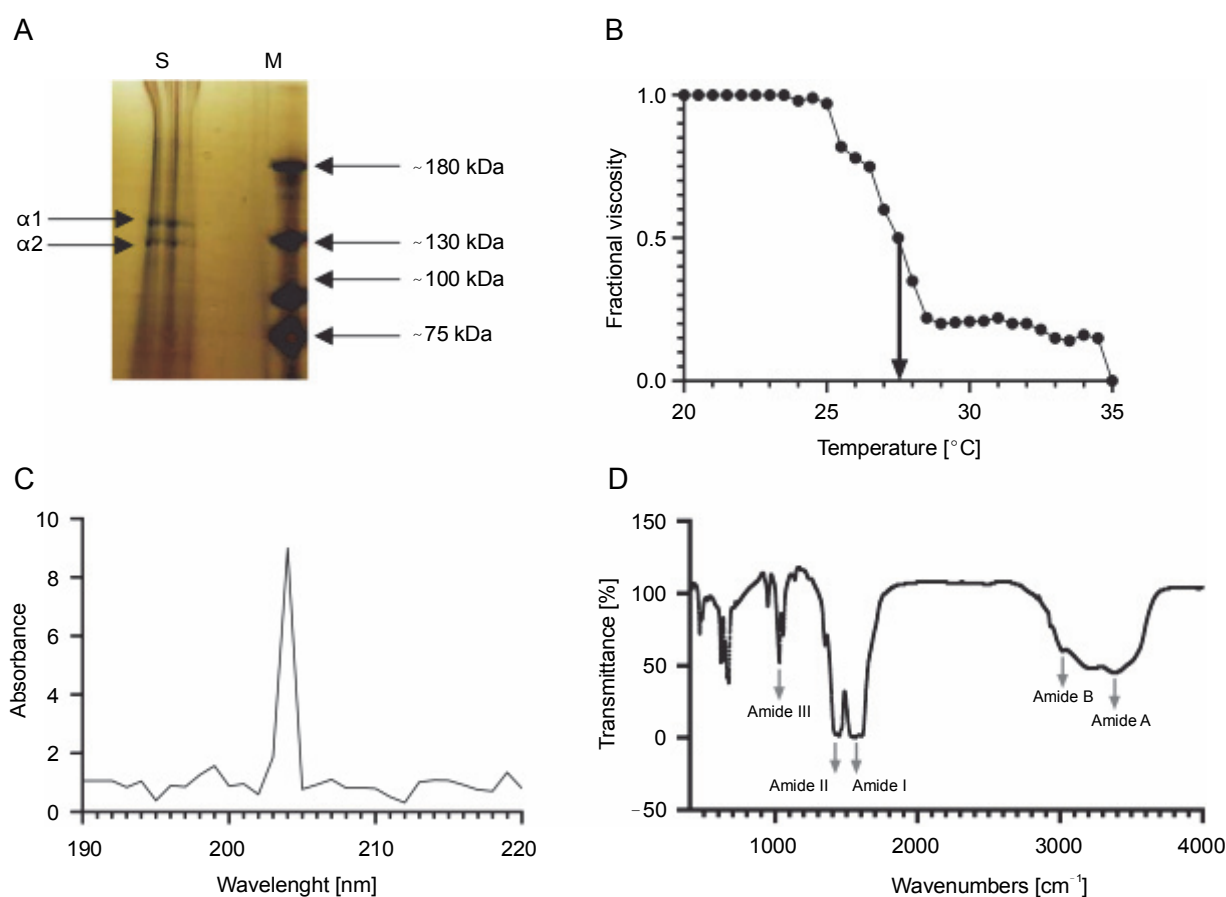 A
S M
~180 kDa
α1
α2
~130 kDa
~100 kDa
~75 kDa
B
1.0
0.5
0.0
Fractional viscosity
20 25 30 35
Temperature [°C]
C
10
8
6
4
2
0
Absorbance
190 200 210 220
Wavelenght [nm]
D
150
100
50
0
−50
Transmittance [%]
Amide III
Amide II
Amide I
Amide B
Amide A
1000 2000 3000 4000
Wavenumbers [cm⁻¹]